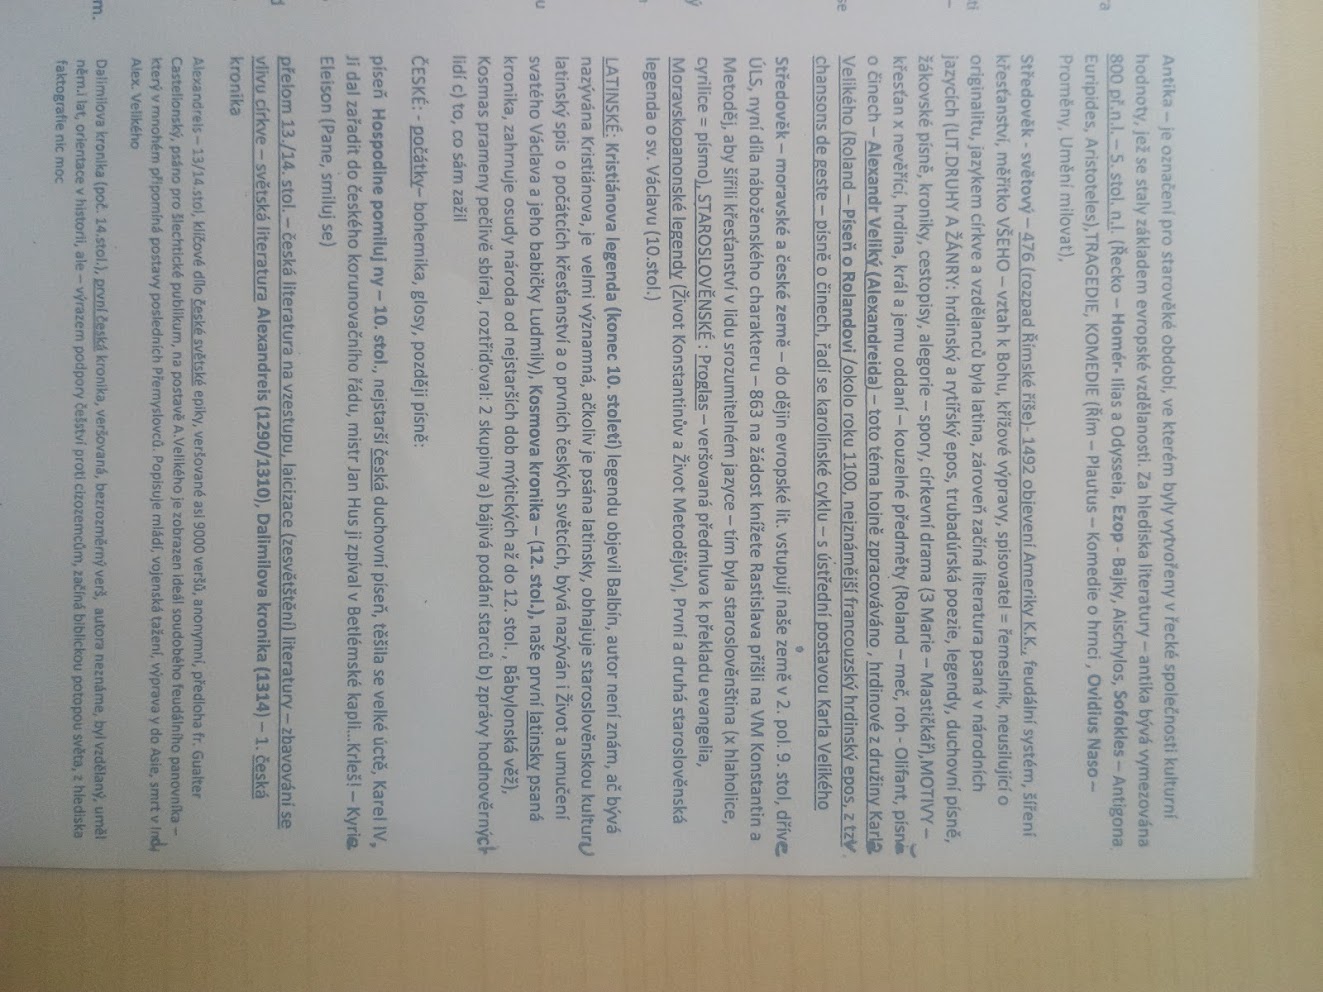 Antika – je označení pro starověké období, ve kterém byly vytvořeny v řecké společnosti kulturní
hodnoty, jež se staly základem evropské vzdělanosti. Za hlediska literatury – antika bývá vymezována
800 př.n.l. – 5. stol. n.l. (Řecko – Homér- Ilias a Odysseia, Ezop - Bajky, Aischylos, Sofokles – Antigona
Euripides, Aristoteles),TRAGEDIE, KOMEDIE (Řím – Plautus – Komedie o hrnci , Ovidius Naso –
Proměny, Umění milovat),
Středověk - světový – 476 (rozpad Římské říše)- 1492 objevení Ameriky K.K., feudální systém, šíření
křesťanství, měřítko VŠEHO – vztah k Bohu, křížové výpravy, spisovatel = řemeslník, neusilující o
originalitu, jazykem církve a vzdělanců byla latina, zároveň začíná literatura psaná v národních
jazycích (LIT.DRUHY A ŽÁNRY: hrdinský a rytířský epos, trubadúrská poezie, legendy, duchovní písně,
žákovské písně, kroniky, cestopisy, alegorie – spory, církevní drama (3 Marie – Mastičkář),MOTIVY –
křesťan x nevěřící, hrdina, král a jemu oddaní – kouzelné předměty (Roland – meč, roh - Olifant, písně
o činech – Alexandr Veliký (Alexandreida) – toto téma hojně zpracováváno , hrdinové z družiny Karla
Velikého (Roland – Píseň o Rolandovi /okolo roku 1100, nejznámější francouzský hrdinský epos, z tzv.
chansons de geste – písně o činech, řadí se karolínské cyklu – s ústřední postavou Karla Velikého
Středověk – moravské a české země – do dějin evropské lit. vstupují naše země v 2. pol. 9. stol, dříve
ÚLS, nyní díla náboženského charakteru – 863 na žádost knížete Rastislava přišli na VM Konstantin a
Metoděj, aby šířili křesťanství v lidu srozumitelném jazyce – tím byla staroslověnština (x hlaholice,
cyrilice = písmo), STAROSLOVĚNSKÉ : Proglas – veršovaná předmluva k překladu evangelia,
Moravskopanonské legendy (Život Konstantinův a Život Metodějův), První a druhá staroslověnská
legenda o sv. Václavu (10.stol.)
LATINSKÉ: Kristiánova legenda (konec 10. století) legendu objevil Balbín, autor není znám, ač bývá
nazývána Kristiánova, je velmi významná, ačkoliv je psána latinsky, obhajuje staroslověnskou kulturu
latinský spis o počátcích křesťanství a o prvních českých světcích, bývá nazýván i Život a umučení
svatého Václava a jeho babičky Ludmily), Kosmova kronika – (12. stol.), naše první latinsky psaná
kronika, zahrnuje osudy národa od nejstarších dob mýtických až do 12. stol. , Babylonská věž),
Kosmas prameny pečlivě sbíral, roztřiďoval: 2 skupiny a) bájivá podání starců b) zprávy hodnověrných
lidí c) to, co sám zažil
ČESKÉ: - počátky– bohemika, glosy, později písně:
píseň Hospodine pomiluj ny – 10. stol., nejstarší česká duchovní píseň, těšila se velké úctě, Karel IV,
Ji dal zařadit do českého korunovačního řádu, mistr Jan Hus ji zpíval v Betlémské kapli...Krleš! – Kyrie
Eleison (Pane, smiluj se)
přelom 13./14. stol. – česká literatura na vzestupu, laicizace (zesvětštění) literatury – zbavování se
vlivu církve – světská literatura Alexandreis (1290/1310), Dalimilova kronika (1314) – 1. česká
kronika
Alexandreis – 13/14.stol, klíčové dílo české světské epiky, veršované asi 9000 veršů, anonymní, předloha fr. Gualter
Castellonský, psáno pro šlechtické publikum, na postavě A.Velikého je zobrazen ideál soudobého feudálního panovníka –
který v mnohém připomíná postavy posledních Přemyslovců. Popisuje mládí, vojenská tažení, výprava y do Asie, smrt v Indi
Alex. Velikého
Dalimilova kronika (poč. 14.stol.), první česká kronika, veršovaná, bezrozměrný verš, autora neznáme, byl vzdělaný, uměl
něm.i lat, orientace v historii, ale – výrazem podpory češství proti cizozemcům, začíná biblickou potopou světa, z hlediska
faktografie nic moc